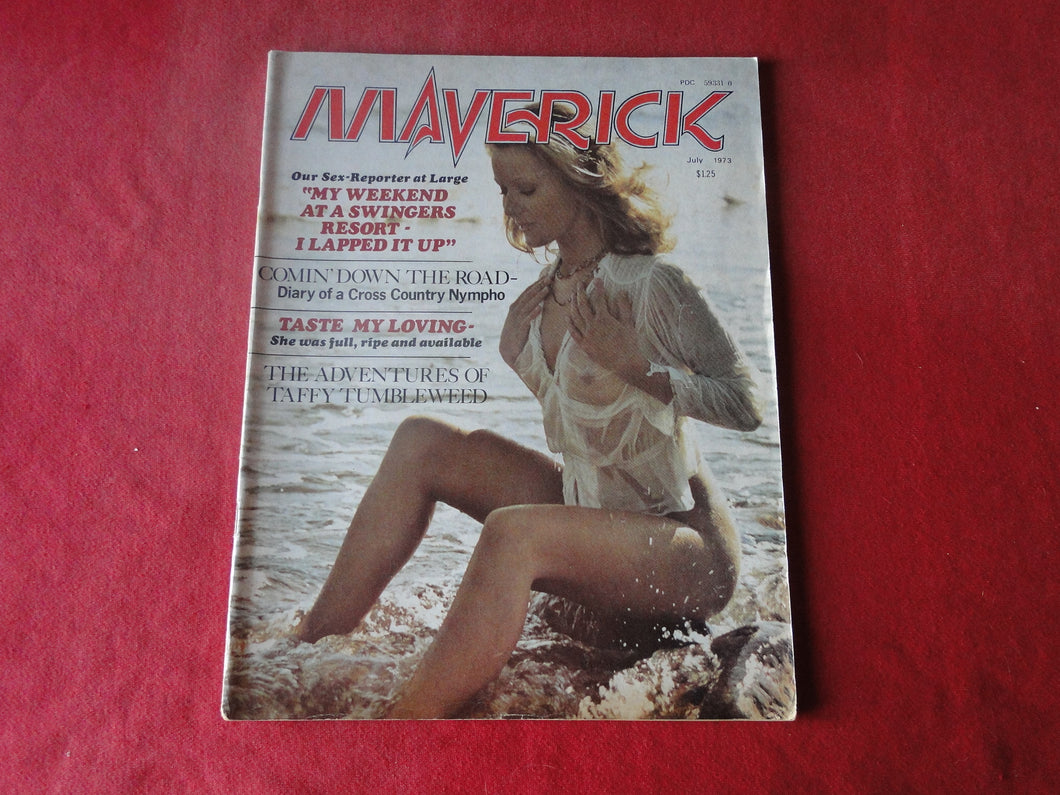 PDC 59331 0
MAVERICK
July 1973
$1.25
Our Sex-Reporter at Large
"MY WEEKEND
AT A SWINGERS
RESORT -
I LAPPED IT UP"
COMIN' DOWN THE ROAD-
Diary of a Cross Country Nympho
TASTE MY LOVING-
She was full, ripe and available
THE ADVENTURES OF
TAFFY TUMBLEWEED